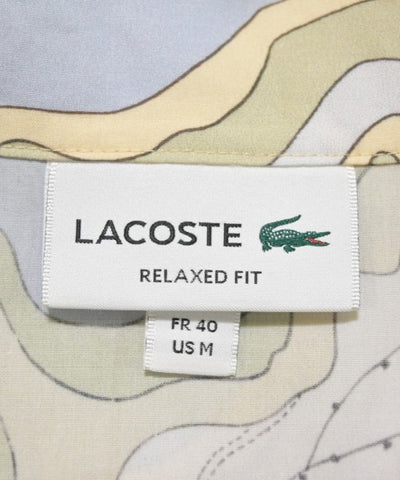 LACOSTE
RELAXED FIT
FR 40
US M